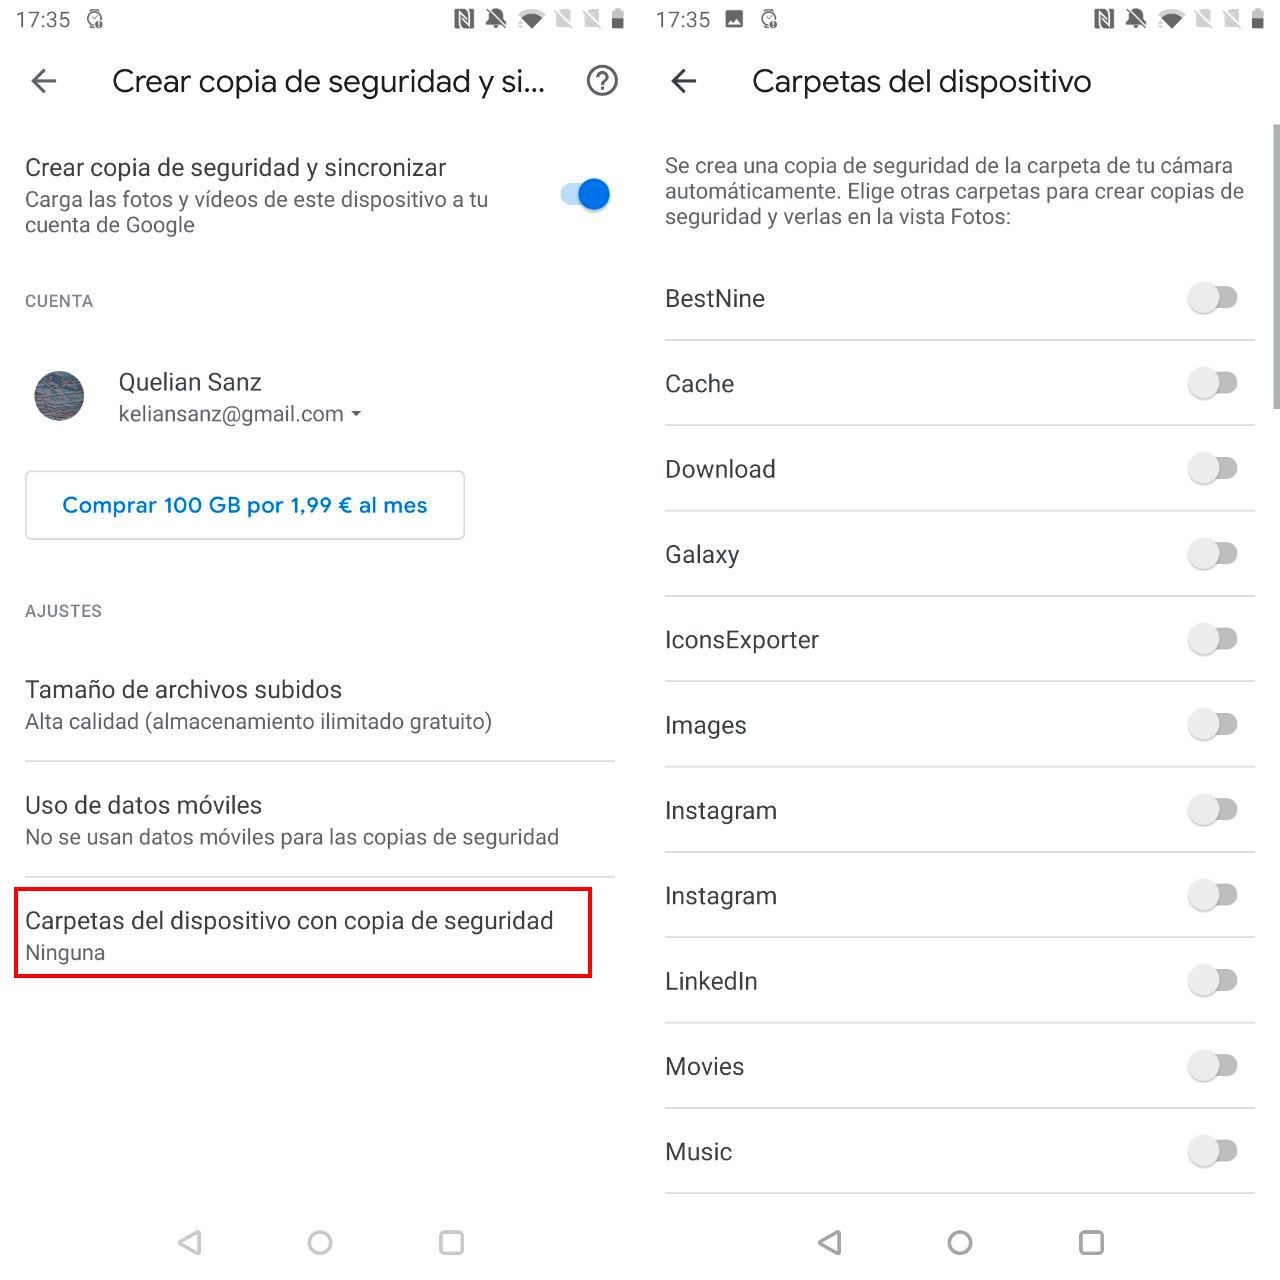 17:35
Crear copia de seguridad y si...
Crear copia de seguridad y sincronizar
Carga las fotos y vídeos de este dispositivo a tu
cuenta de Google
CUENTA
Quelian Sanz
keliansanz@gmail.com
Comprar 100 GB por 1,99 € al mes
AJUSTES
Tamaño de archivos subidos
Alta calidad (almacenamiento ilimitado gratuito)
Uso de datos móviles
No se usan datos móviles para las copias de seguridad
Carpetas del dispositivo con copia de seguridad
Ninguna
17:35
Carpetas del dispositivo
Se crea una copia de seguridad de la carpeta de tu cámara
automáticamente. Elige otras carpetas para crear copias de
seguridad y verlas en la vista Fotos:
BestNine
Cache
Download
Galaxy
IconsExporter
Images
Instagram
Instagram
LinkedIn
Movies
Music